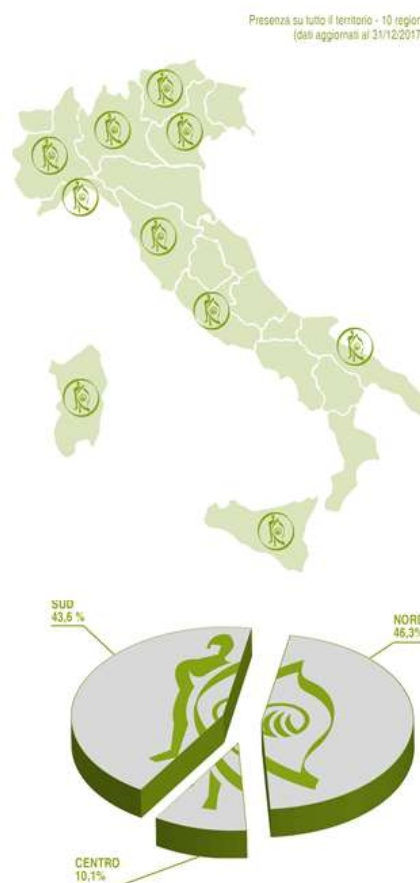 Presenza su tutto il territorio - 10 region
(dati aggiornati al 31/12/2017
SUD
43,6 %
NORD
46,3%
CENTRO
10,1%